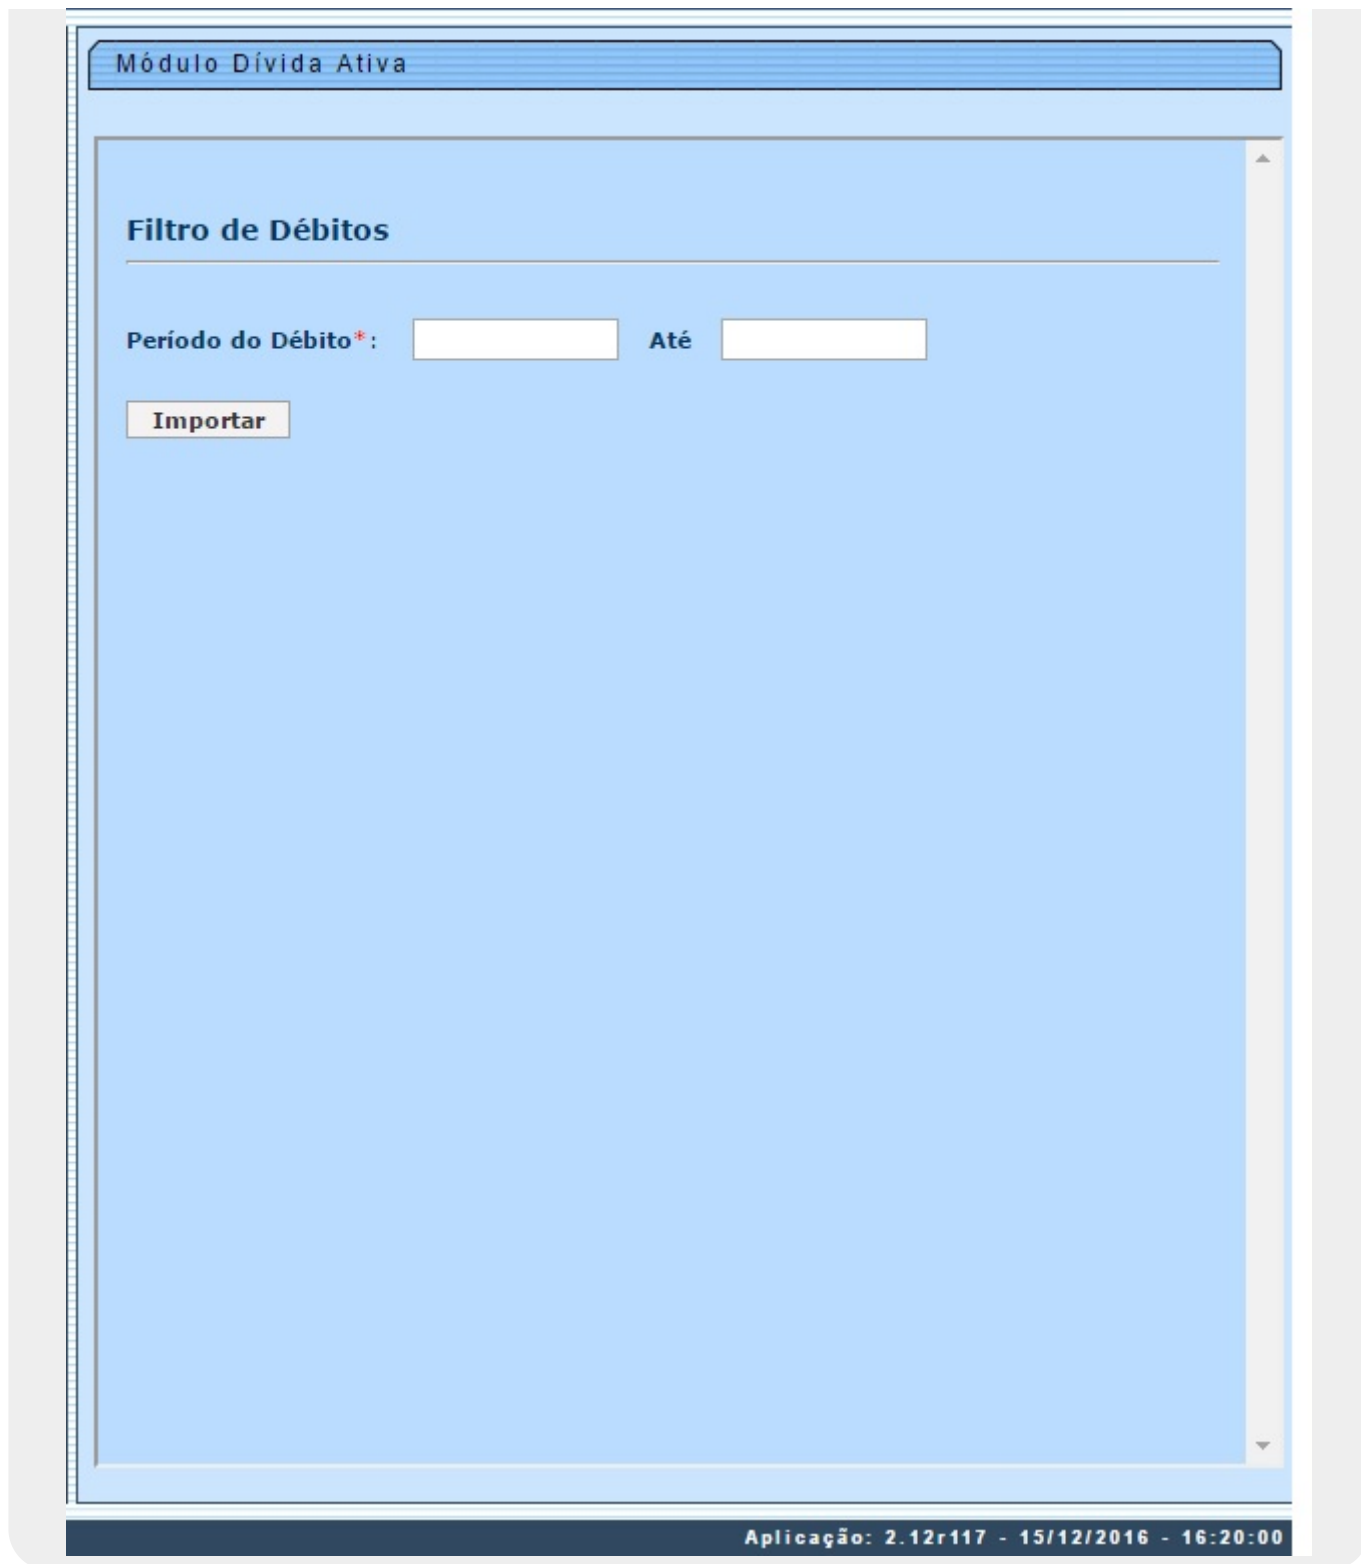 Módulo Dívida Ativa
Filtro de Débitos
Período do Débito*: Até
Importar
Aplicação: 2.12r117 - 15/12/2016 - 16:20:00